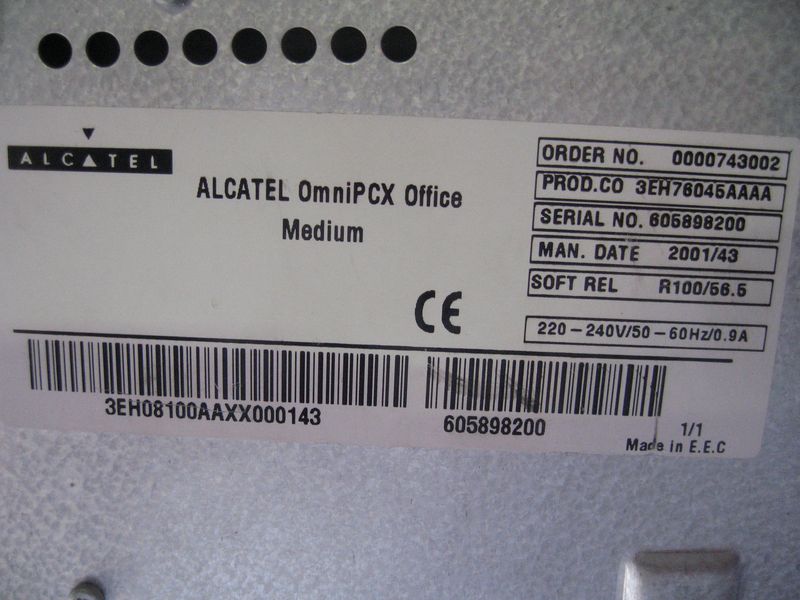 ALCATEL
ALCATEL OmniPCX Office
Medium
ORDER NO. 0000743002
PROD.CO 3EH76045AAAA
SERIAL NO. 605898200
MAN. DATE 2001/43
SOFT REL R100/56.5
CE
220-240V/50-60Hz/0.9A
3EH08100AAXX000143
605898200
1/1
Made in E.E.C